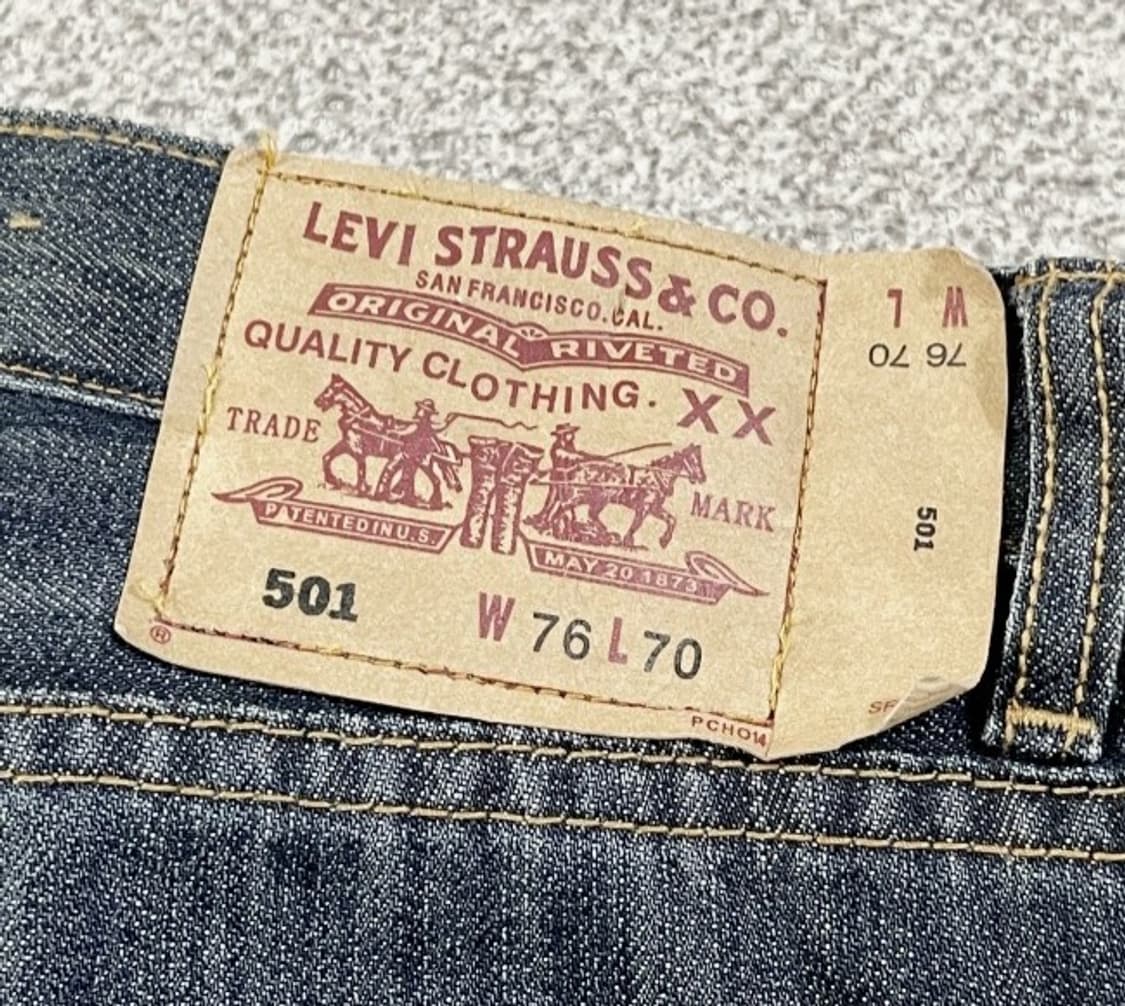 LEVI STRAUSS & CO.
SAN FRANCISCO.CAL.
ORIGINAL RIVETED
QUALITY CLOTHING. XX
TRADE MARK
PATENTED IN U.S.
MAY 20 1873
501 W 76 L 70
®
PCH014
W L
76 70
501